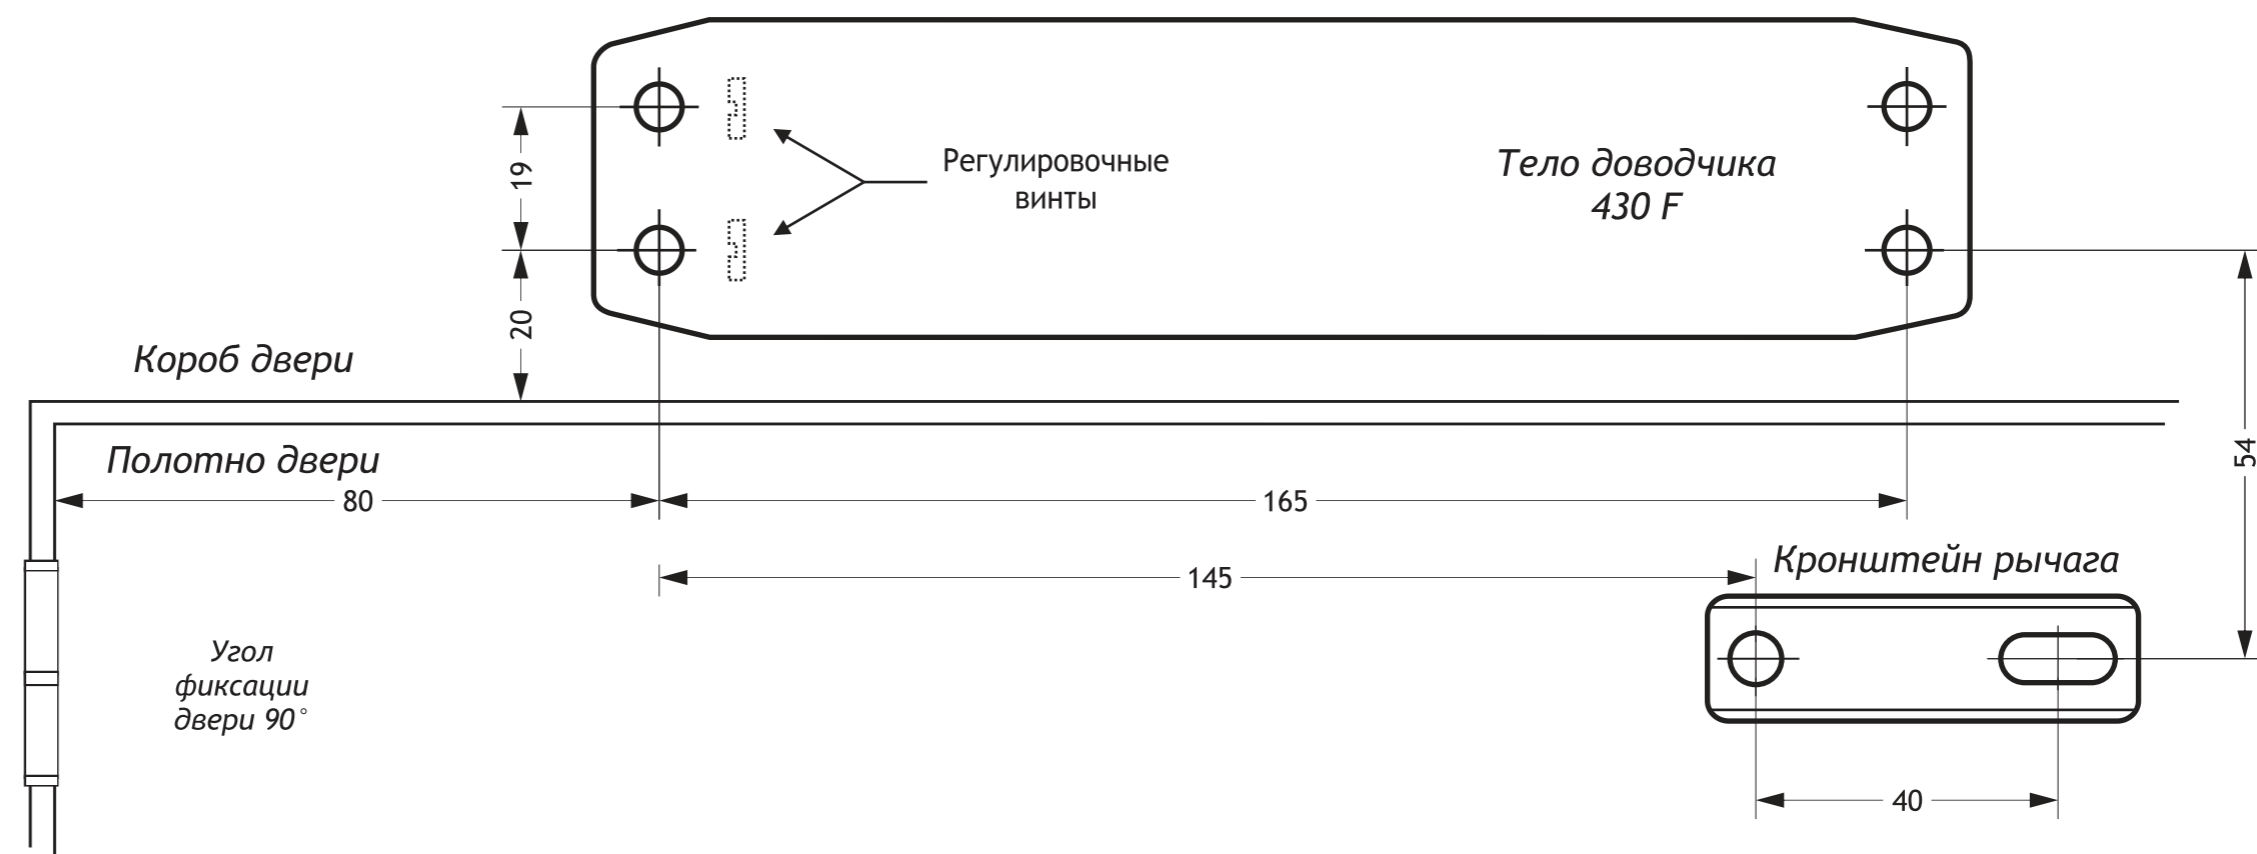 Регулировочные
винты
Тело доводчика
430 F
19
20
Короб двери
Полотно двери
80
165
54
145
Кронштейн рычага
Угол
фиксации
двери 90°
40